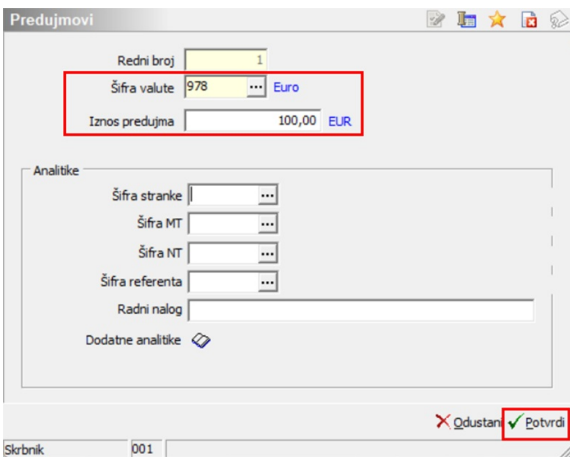 Predujmovi
Redni broj 1
Šifra valute 978 ... Euro
Iznos predujma 100,00 EUR
Analitike
Šifra stranke ...
Šifra MT ...
Šifra NT ...
Šifra referenta ...
Radni nalog
Dodatne analitike
Odustani Potvrdi
Skrbnik 001